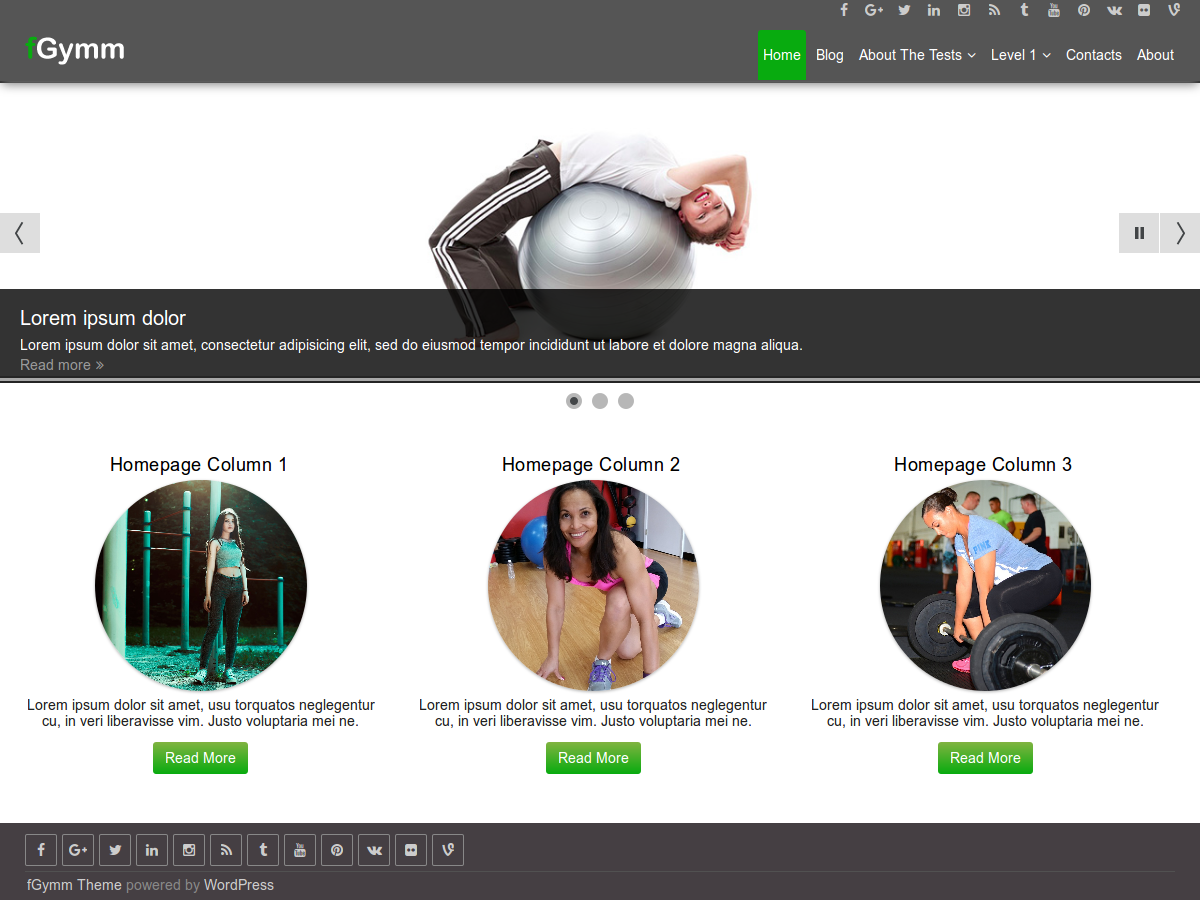 fGymm
Home Blog About The Tests Level 1 Contacts About
Lorem ipsum dolor
Lorem ipsum dolor sit amet, consectetur adipisicing elit, sed do eiusmod tempor incididunt ut labore et dolore magna aliqua.
Read more »
Homepage Column 1
Lorem ipsum dolor sit amet, usu torquatos neglegentur
cu, in veri liberavisse vim. Justo voluptaria mei ne.
Read More
Homepage Column 2
Lorem ipsum dolor sit amet, usu torquatos neglegentur
cu, in veri liberavisse vim. Justo voluptaria mei ne.
Read More
Homepage Column 3
PINK
Lorem ipsum dolor sit amet, usu torquatos neglegentur
cu, in veri liberavisse vim. Justo voluptaria mei ne.
Read More
fGymm Theme powered by WordPress